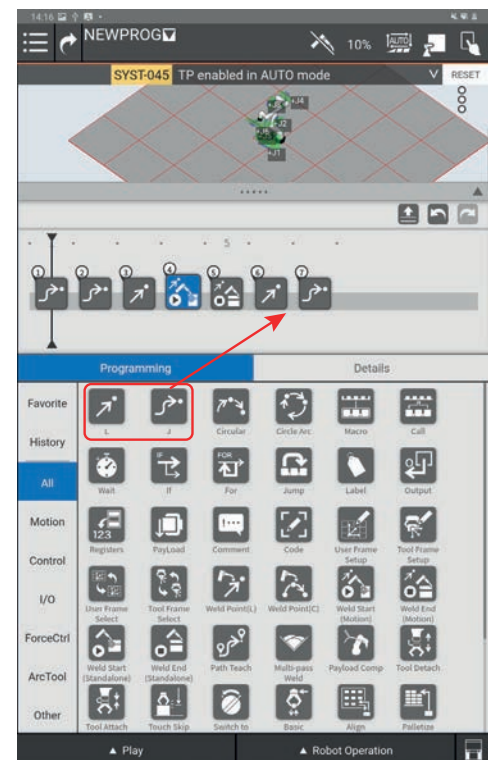 14:16
NEWPROG
10%
AUTO
SYST-045 TP enabled in AUTO mode
RESET
J4
J2
J1
5
1 2 3 4 5 6 7
Programming
Details
Favorite
History
All
Motion
Control
I/O
ForceCtrl
ArcTool
Other
L J Circular Circle Arc Macro Call
IF FOR
Wait If For Jump Label Output
123
Registers PayLoad Comment Code User Frame Setup Tool Frame Setup
User Frame Select Tool Frame Select Weld Point(L) Weld Point(C) Weld Start (Motion) Weld End (Motion)
Weld Start (Standalone) Weld End (Standalone) Path Teach Multi-pass Weld Payload Comp Tool Detach
Tool Attach Touch Skip Switch to Basic Align Palletize
Play
Robot Operation